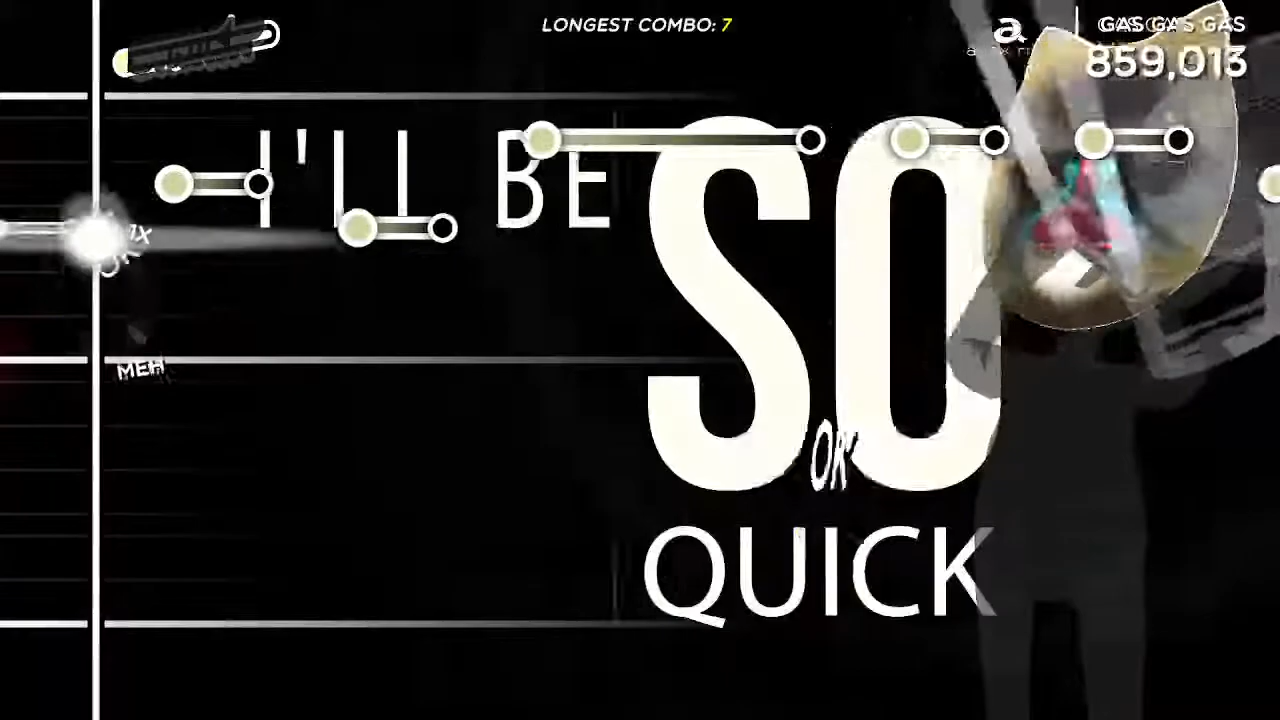 LONGEST COMBO: 7
GAS GAS GAS
859,013
I'LL BE SO
OK
QUICK
MEH